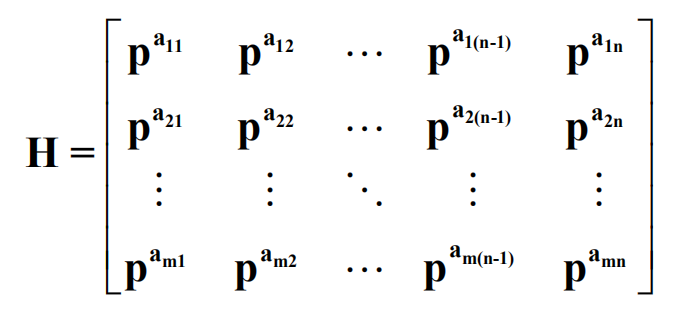 p^a11 p^a12 ⋯ p^a1(n-1) p^a1n
p^a21 p^a22 ⋯ p^a2(n-1) p^a2n
H = ⋮ ⋮ ⋱ ⋮ ⋮
p^am1 p^am2 ⋯ p^am(n-1) p^amn